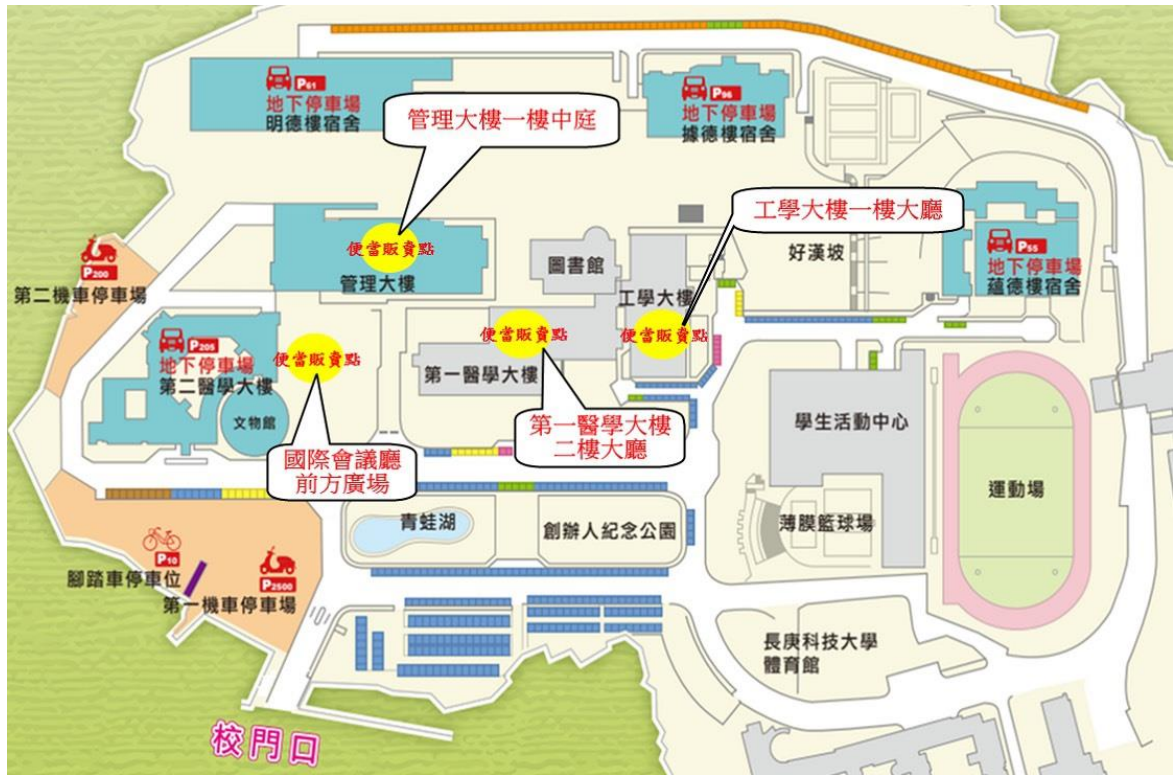 P61
地下停車場
明德樓宿舍
P96
地下停車場
據德樓宿舍
管理大樓一樓中庭
工學大樓一樓大廳
P55
地下停車場
蘊德樓宿舍
好漢坡
圖書館
工學大樓
便當販賣點
管理大樓
P200
第二機車停車場
P205
地下停車場
第二醫學大樓
文物館
便當販賣點
便當販賣點
便當販賣點
第一醫學大樓
第一醫學大樓
二樓大廳
國際會議廳
前方廣場
學生活動中心
運動場
青蛙湖
創辦人紀念公園
薄膜籃球場
P10
腳踏車停車位
P2500
第一機車停車場
長庚科技大學
體育館
校門口